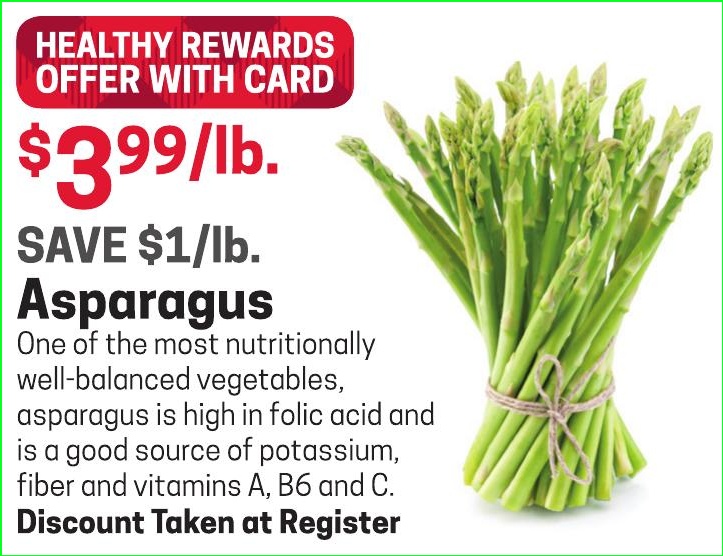 HEALTHY REWARDS
OFFER WITH CARD
$3.99/lb.
SAVE $1/lb.
Asparagus
One of the most nutritionally
well-balanced vegetables,
asparagus is high in folic acid and
is a good source of potassium,
fiber and vitamins A, B6 and C.
Discount Taken at Register